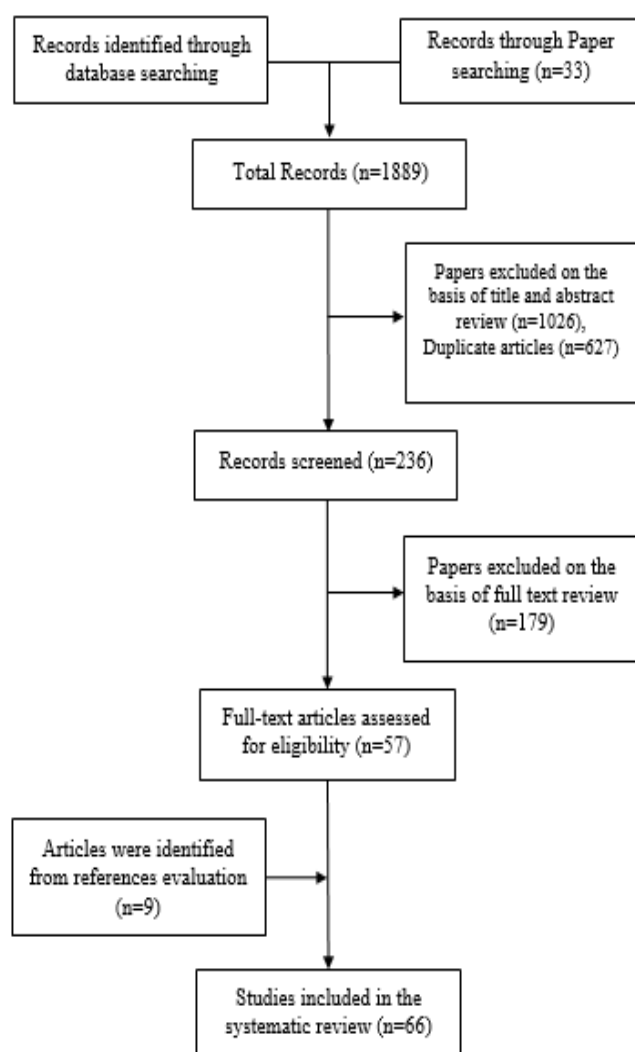 Records identified through
database searching
Records through Paper
searching (n=33)
Total Records (n=1889)
Papers excluded on the
basis of title and abstract
review (n=1026),
Duplicate articles (n=627)
Records screened (n=236)
Papers excluded on the
basis of full text review
(n=179)
Full-text articles assessed
for eligibility (n=57)
Articles were identified
from references evaluation
(n=9)
Studies included in the
systematic review (n=66)